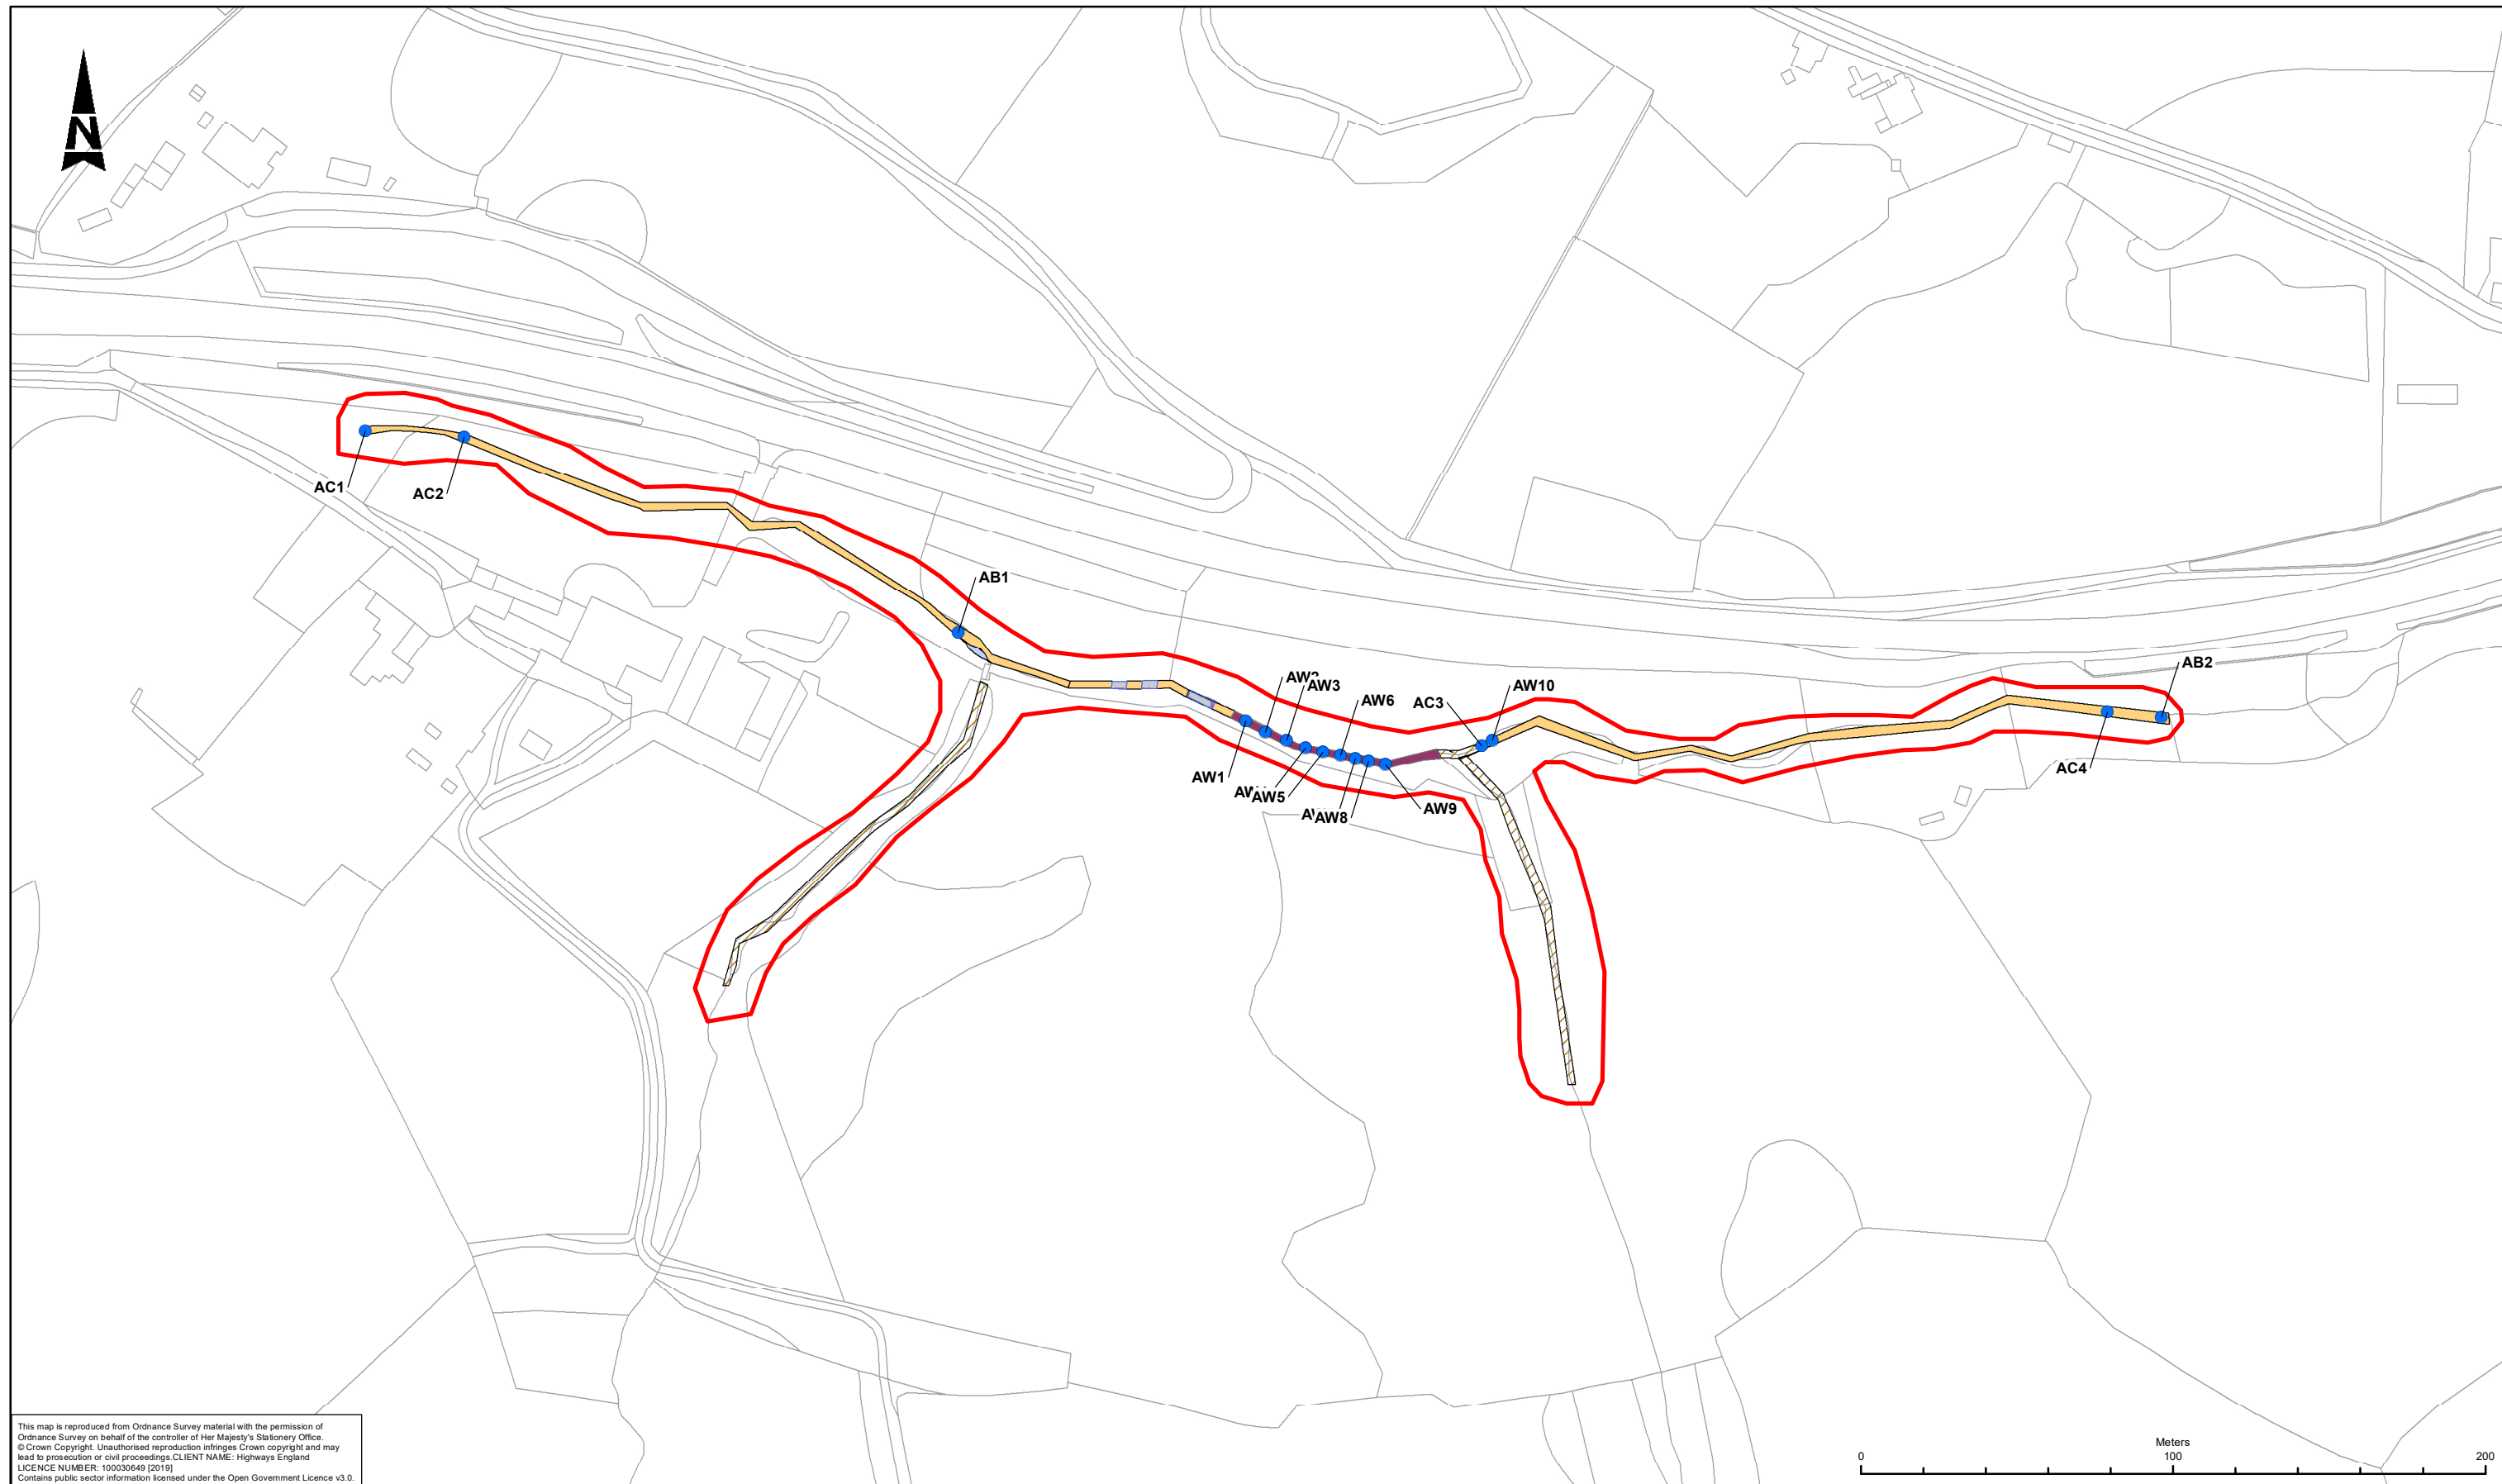 N
AC1
AC2
AB1
AW3
AW6
AC3
AW10
AB2
AW1
AW5
AW8
AW9
AC4
Meters
0
100
200
This map is reproduced from Ordnance Survey material with the permission of
Ordnance Survey on behalf of the controller of Her Majesty's Stationery Office.
© Crown Copyright. Unauthorised reproduction infringes Crown copyright and may
lead to prosecution or civil proceedings.CLIENT NAME: Highways England
LICENCE NUMBER: 100030649 [2019]
Contains public sector information licensed under the Open Government Licence v3.0.